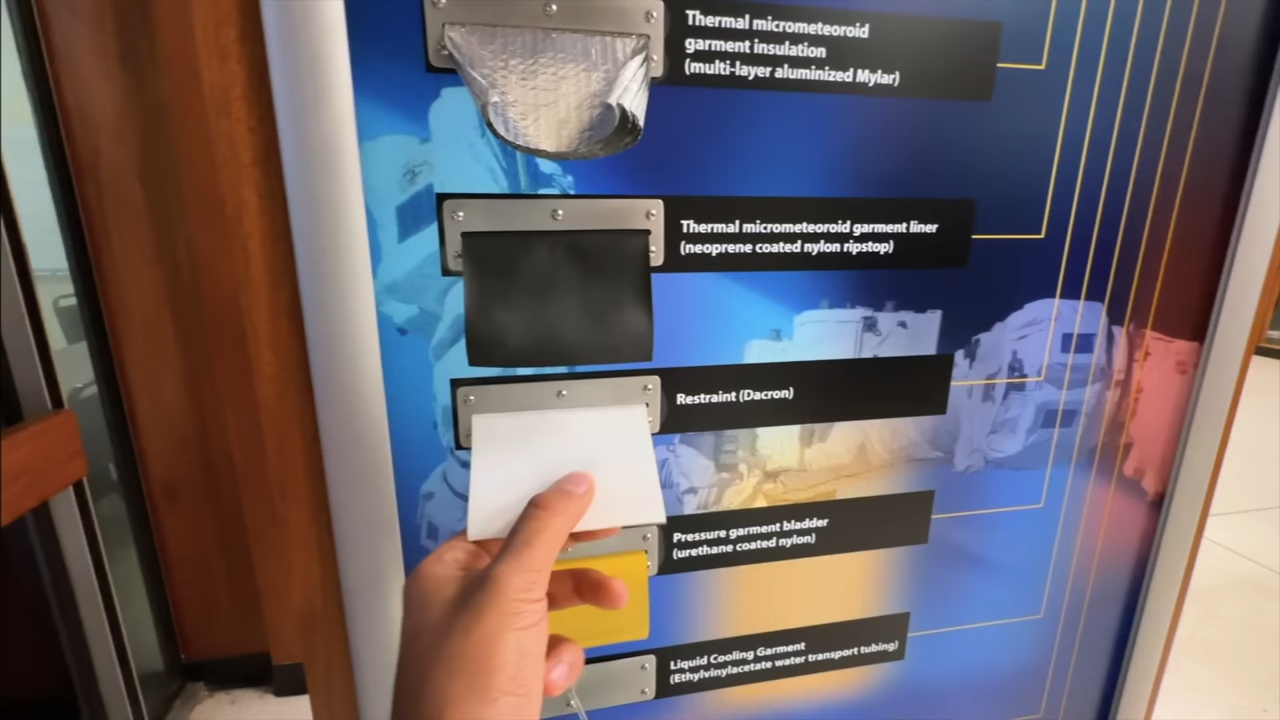 Thermal micrometeoroid
garment insulation
(multi-layer aluminized Mylar)
Thermal micrometeoroid garment liner
(neoprene coated nylon ripstop)
Restraint (Dacron)
Pressure garment bladder
(urethane coated nylon)
Liquid Cooling Garment
(Ethylvinylacetate water transport tubing)